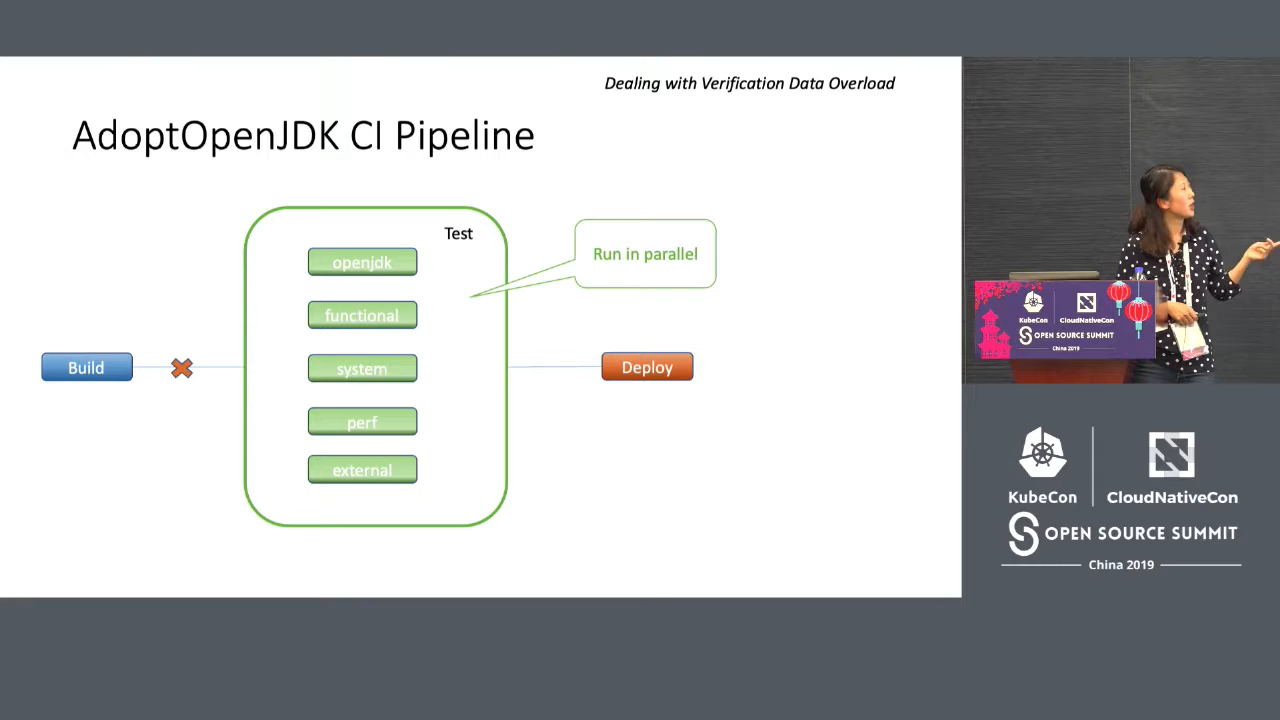 Dealing with Verification Data Overload
AdoptOpenJDK CI Pipeline
Test
openjdk
functional
system
perf
external
Run in parallel
Build
Deploy
KubeCon
CloudNativeCon
OPEN SOURCE SUMMIT
China 2019
KubeCon
CloudNativeCon
OPEN SOURCE SUMMIT
China 2019